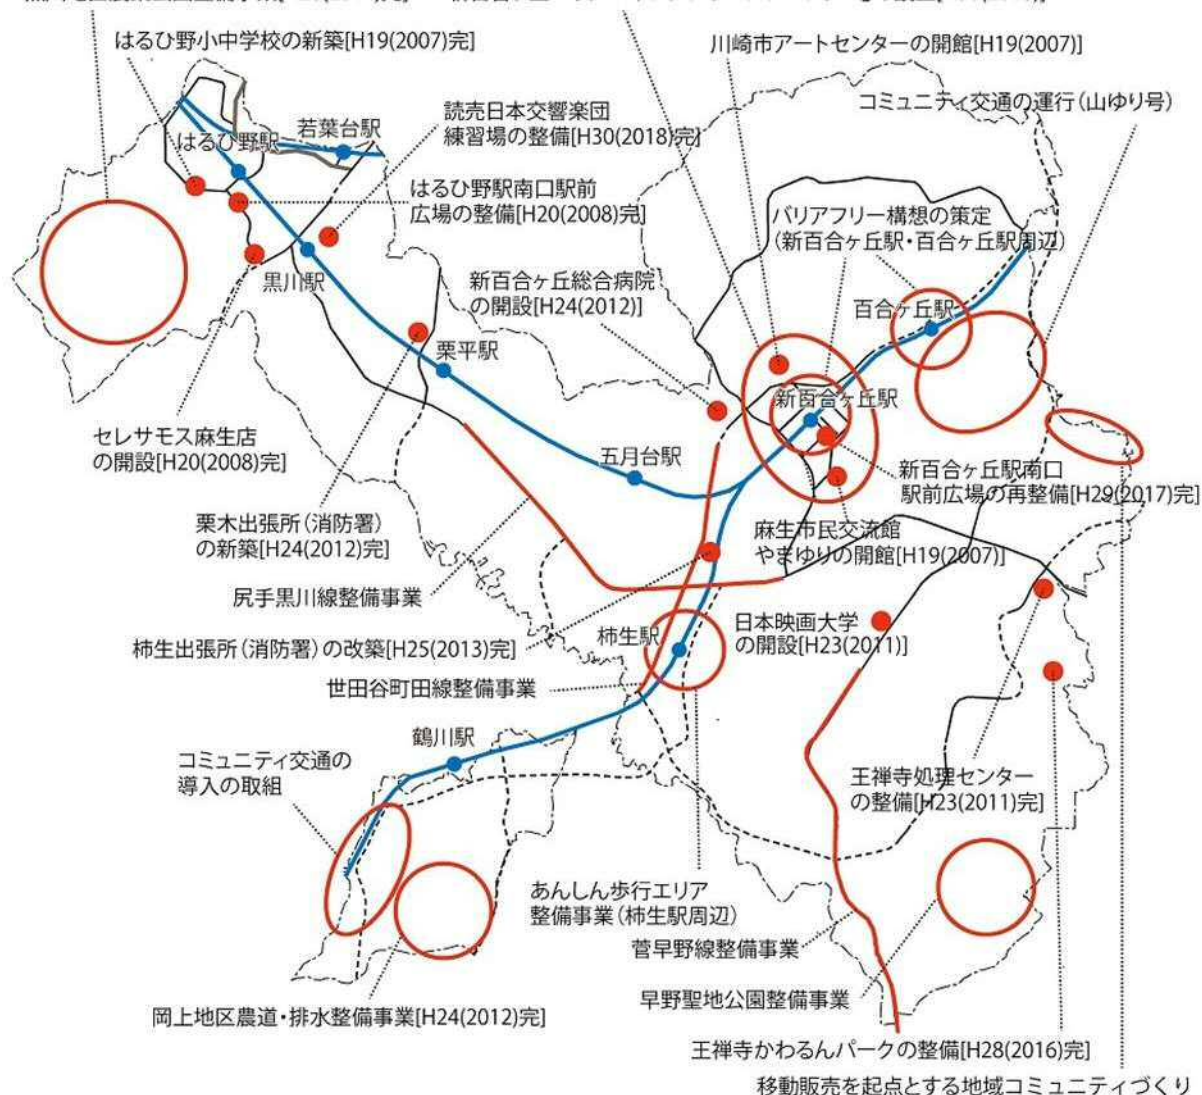 はるひ野小中学校の新築[H19(2007)完]
川崎市アートセンターの開館[H19(2007)]
コミュニティ交通の運行(山ゆり号)
読売日本交響楽団
練習場の整備[H30(2018)完]
若葉台駅
はるひ野駅
はるひ野駅南口駅前
広場の整備[H20(2008)完]
バリアフリー構想の策定
(新百合ヶ丘駅・百合ヶ丘駅周辺)
黒川駅
新百合ヶ丘総合病院
の開設[H24(2012)]
百合ヶ丘駅
栗平駅
新百合ヶ丘駅
セレサモス麻生店
の開設[H20(2008)完]
五月台駅
新百合ヶ丘駅南口
駅前広場の再整備[H29(2017)完]
栗木出張所(消防署)
の新築[H24(2012)完]
麻生市民交流館
やまゆりの開館[H19(2007)]
尻手黒川線整備事業
柿生出張所(消防署)の改築[H25(2013)完]
柿生駅
日本映画大学
の開設[H23(2011)]
世田谷町田線整備事業
鶴川駅
コミュニティ交通の
導入の取組
王禅寺処理センター
の整備[H23(2011)完]
あんしん歩行エリア
整備事業(柿生駅周辺)
菅早野線整備事業
早野聖地公園整備事業
岡上地区農道・排水整備事業[H24(2012)完]
王禅寺かわるんパークの整備[H28(2016)完]
移動販売を起点とする地域コミュニティづくり